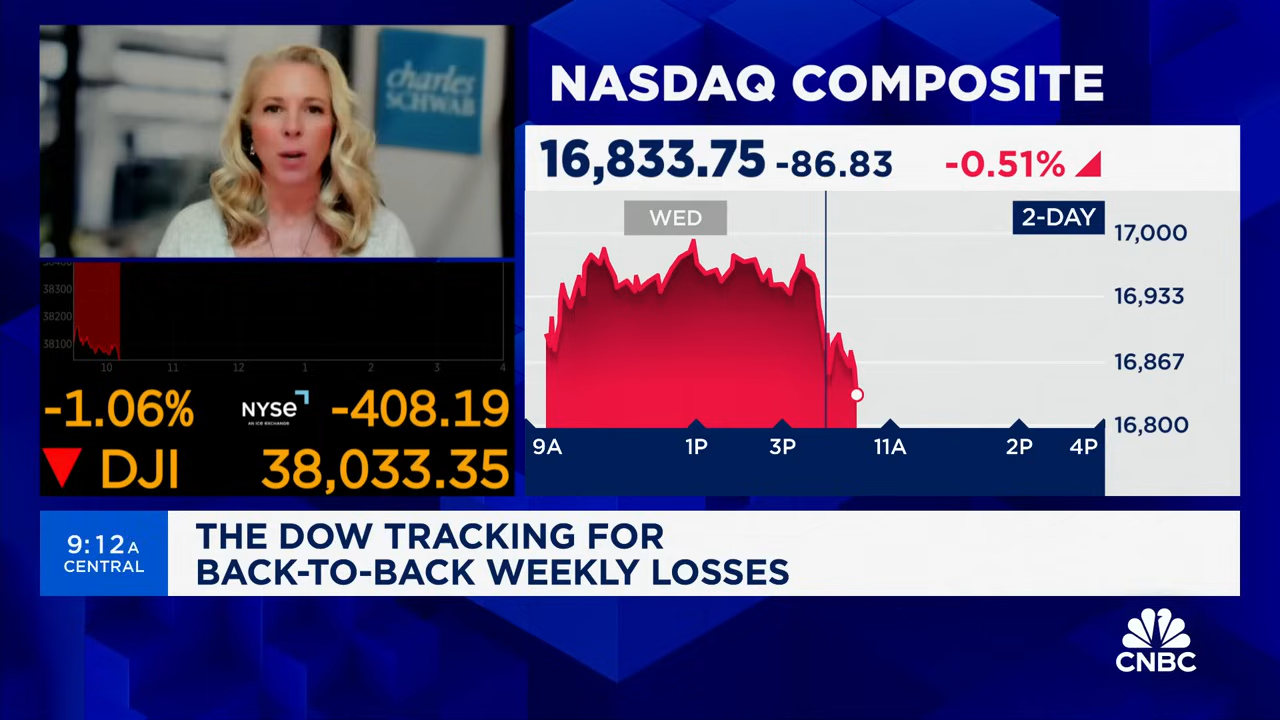 charles
SCHWAB
NASDAQ COMPOSITE
16,833.75 -86.83 -0.51%
WED
2-DAY
17,000
16,933
16,867
16,800
9A 1P 3P 11A 2P 4P
38400
38300
38200
38100
10 11 12 1 2 3 4
-1.06% NYSE -408.19
AN ICE EXCHANGE
DJI 38,033.35
9:12A
CENTRAL
THE DOW TRACKING FOR
BACK-TO-BACK WEEKLY LOSSES
CNBC